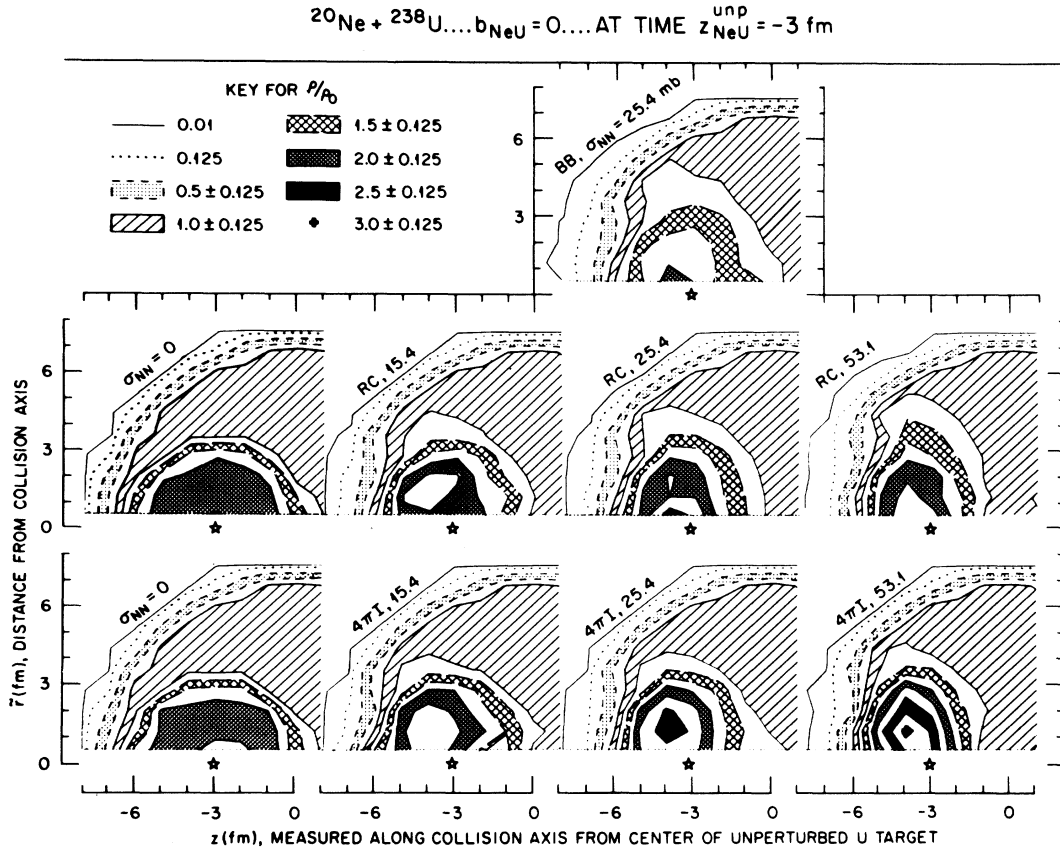 ²⁰Ne + ²³⁸U....b_NeU = 0.... AT TIME z_NeU^unp = −3 fm
KEY FOR ρ/ρ₀
0.01
0.125
0.5 ± 0.125
1.0 ± 0.125
1.5 ± 0.125
2.0 ± 0.125
2.5 ± 0.125
3.0 ± 0.125
BB, σ_NN = 25.4 mb
6
3
σ_NN = 0
RC, 15.4
RC, 25.4
RC, 53.1
6
3
0
σ_NN = 0
4πI, 15.4
4πI, 25.4
4πI, 53.1
6
3
0
r̃(fm), DISTANCE FROM COLLISION AXIS
−6 −3 0 −6 −3 0 −6 −3 0 −6 −3 0
z(fm), MEASURED ALONG COLLISION AXIS FROM CENTER OF UNPERTURBED U TARGET